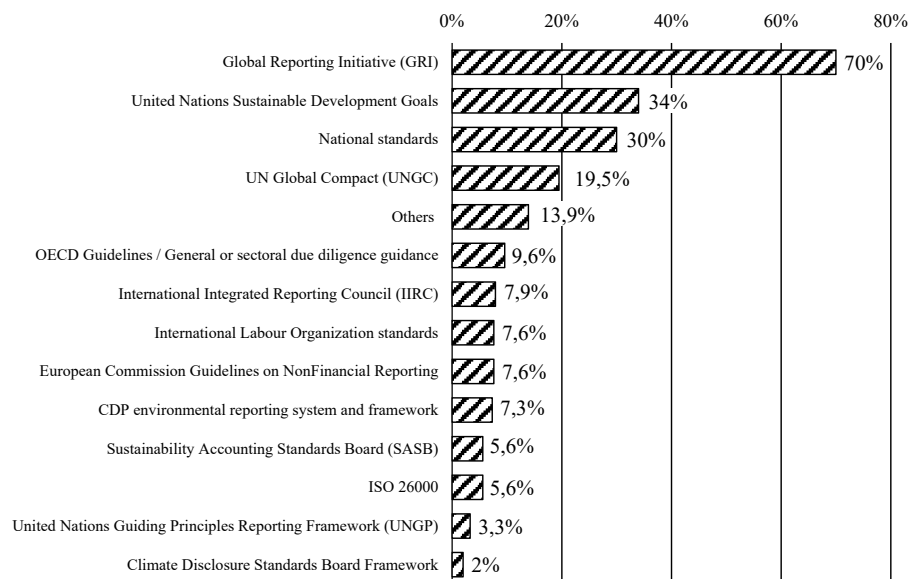 0% 20% 40% 60% 80%
Global Reporting Initiative (GRI) 70%
United Nations Sustainable Development Goals 34%
National standards 30%
UN Global Compact (UNGC) 19,5%
Others 13,9%
OECD Guidelines / General or sectoral due diligence guidance 9,6%
International Integrated Reporting Council (IIRC) 7,9%
International Labour Organization standards 7,6%
European Commission Guidelines on NonFinancial Reporting 7,6%
CDP environmental reporting system and framework 7,3%
Sustainability Accounting Standards Board (SASB) 5,6%
ISO 26000 5,6%
United Nations Guiding Principles Reporting Framework (UNGP) 3,3%
Climate Disclosure Standards Board Framework 2%